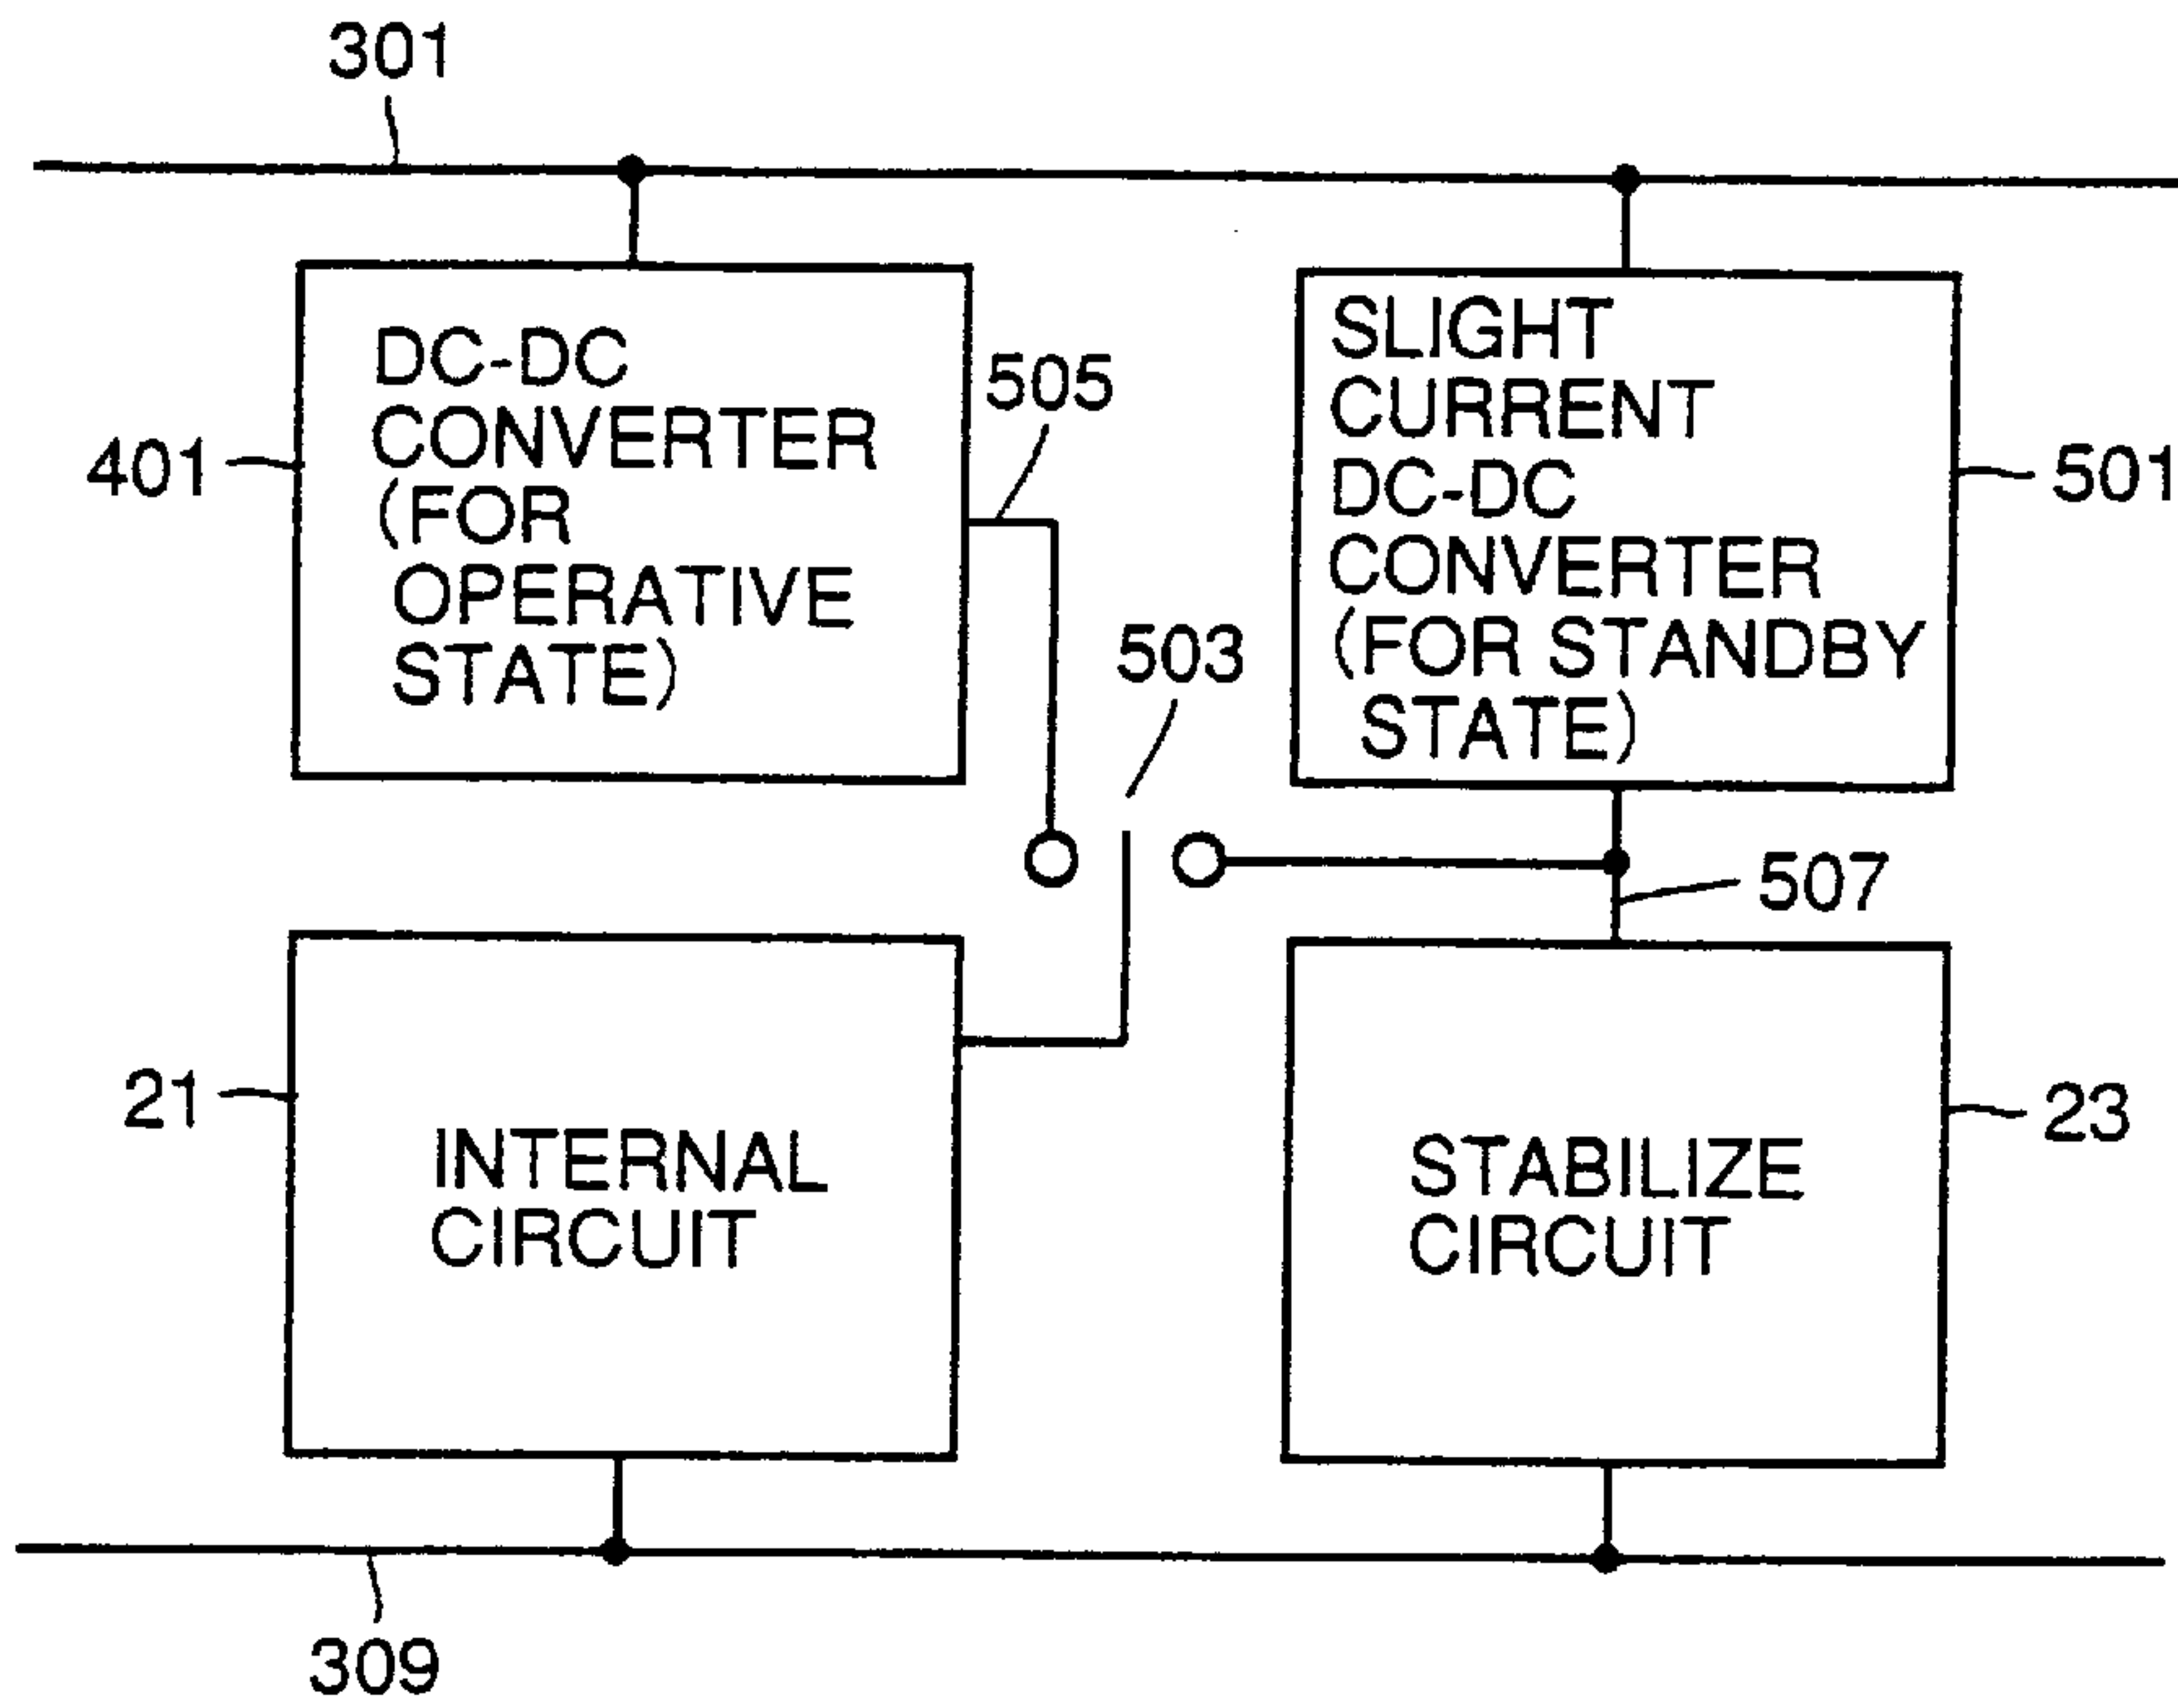 301
DC-DC
CONVERTER
(FOR
OPERATIVE
STATE)
401
505
SLIGHT
CURRENT
DC-DC
CONVERTER
(FOR STANDBY
STATE)
501
503
507
21
INTERNAL
CIRCUIT
STABILIZE
CIRCUIT
23
309